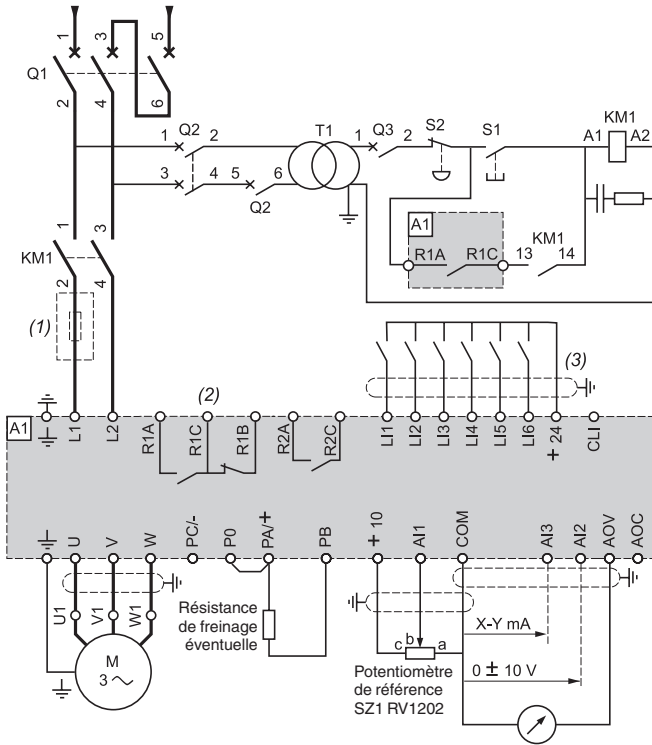 1
3
5
Q1
2
4
6
1 Q2 2
T1
1 Q3 2
S2
S1
KM1
A1 A2
3 4 5 6
Q2
A1
R1A R1C
13 KM1 14
1
3
KM1
2
4
(1)
(2)
(3)
A1
L1
L2
R1A
R1C
R1B
R2A
R2C
LI1
LI2
LI3
LI4
LI5
LI6
+ 24
CLI
U
V
W
PC/-
P0
PA/+
PB
+ 10
AI1
COM
AI3
AI2
AOV
AOC
U1
V1
W1
M
3 ~
Résistance
de freinage
éventuelle
c b a
Potentiomètre
de référence
SZ1 RV1202
X-Y mA
0 ± 10 V